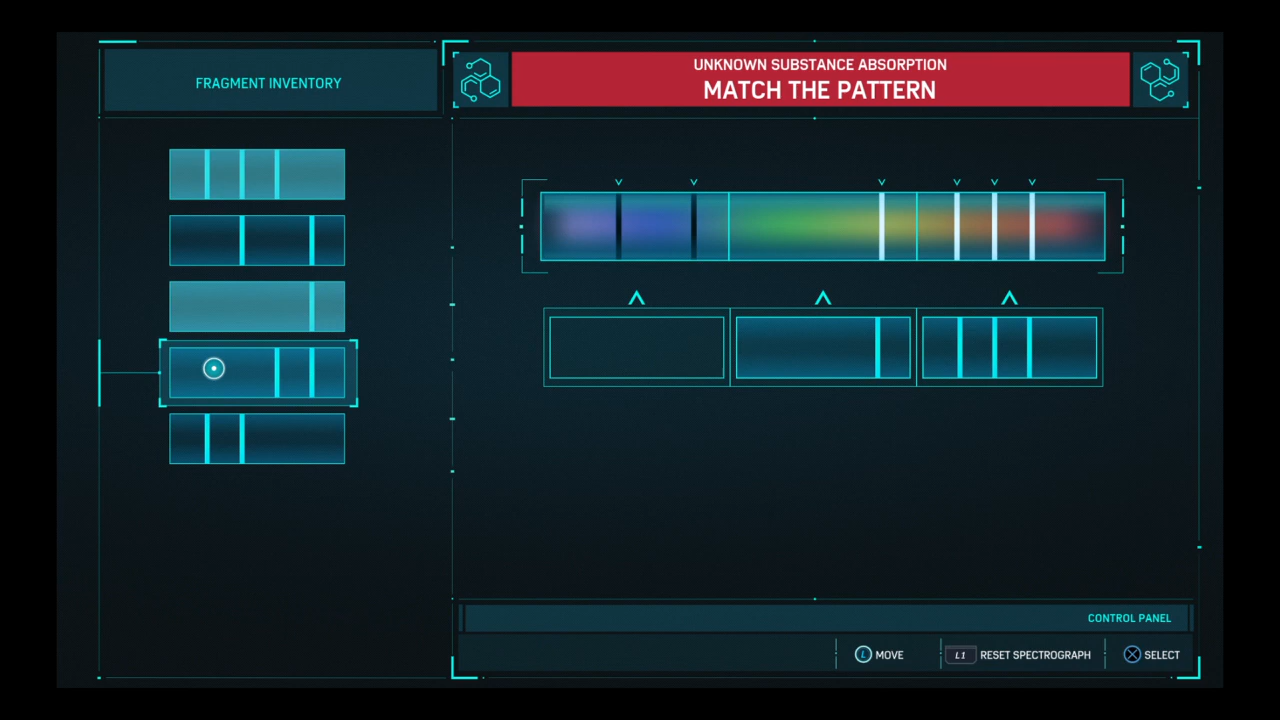 FRAGMENT INVENTORY
UNKNOWN SUBSTANCE ABSORPTION
MATCH THE PATTERN
CONTROL PANEL
L MOVE
L1 RESET SPECTROGRAPH
SELECT